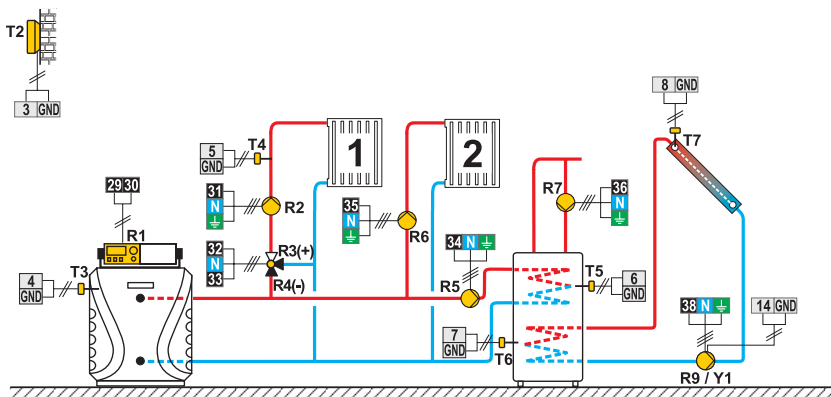 T2
3 GND
29 30
R1
4
GND
T3
5
GND
T4
31
N
R2
32
N
33
R3(+)
R4(-)
1
35
N
R6
2
34 N
R5
R7
36
N
T5
6
GND
7
GND
T6
8 GND
T7
38 N
14 GND
R9 / Y1